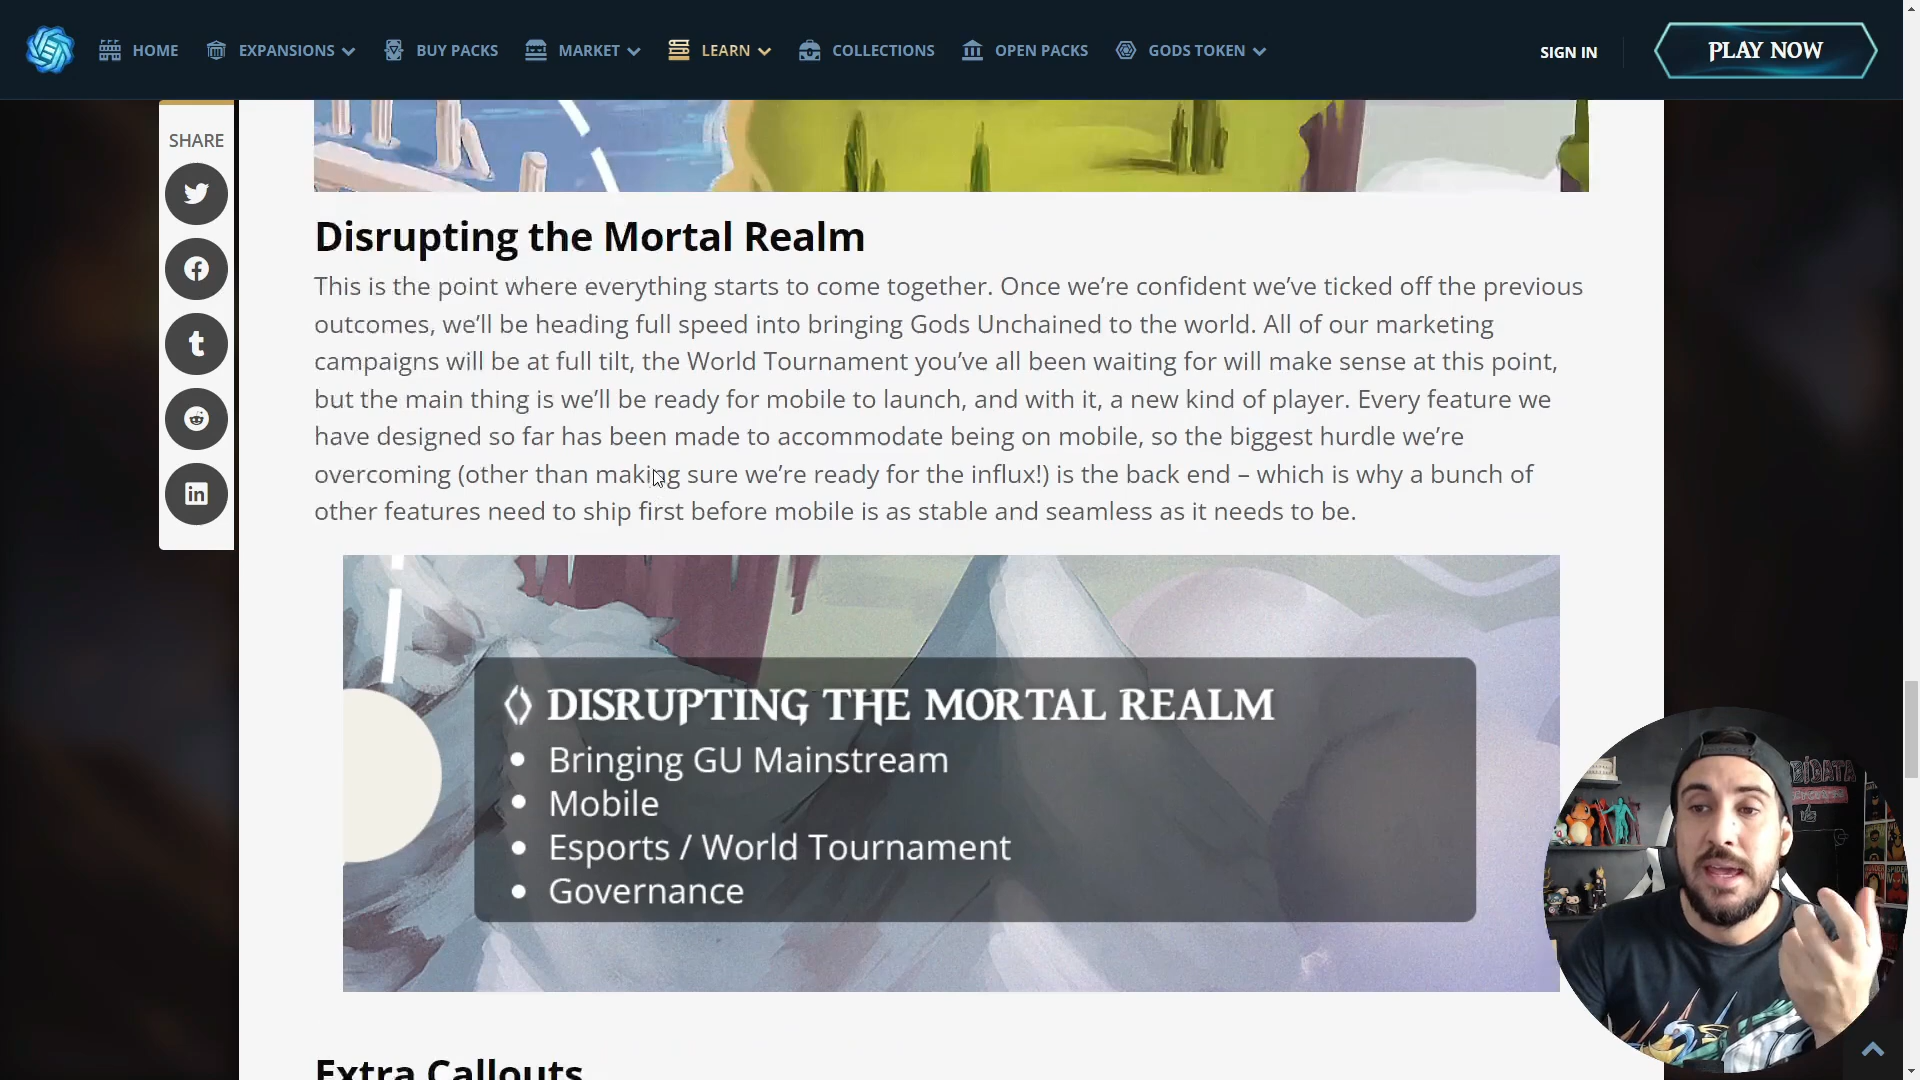 HOME
EXPANSIONS
BUY PACKS
MARKET
LEARN
COLLECTIONS
OPEN PACKS
GODS TOKEN
SIGN IN
PLAY NOW
SHARE
Disrupting the Mortal Realm
This is the point where everything starts to come together. Once we’re confident we’ve ticked off the previous
outcomes, we’ll be heading full speed into bringing Gods Unchained to the world. All of our marketing
campaigns will be at full tilt, the World Tournament you’ve all been waiting for will make sense at this point,
but the main thing is we’ll be ready for mobile to launch, and with it, a new kind of player. Every feature we
have designed so far has been made to accommodate being on mobile, so the biggest hurdle we’re
overcoming (other than making sure we’re ready for the influx!) is the back end – which is why a bunch of
other features need to ship first before mobile is as stable and seamless as it needs to be.
DISRUPTING THE MORTAL REALM
• Bringing GU Mainstream
• Mobile
• Esports / World Tournament
• Governance
Extra Callouts